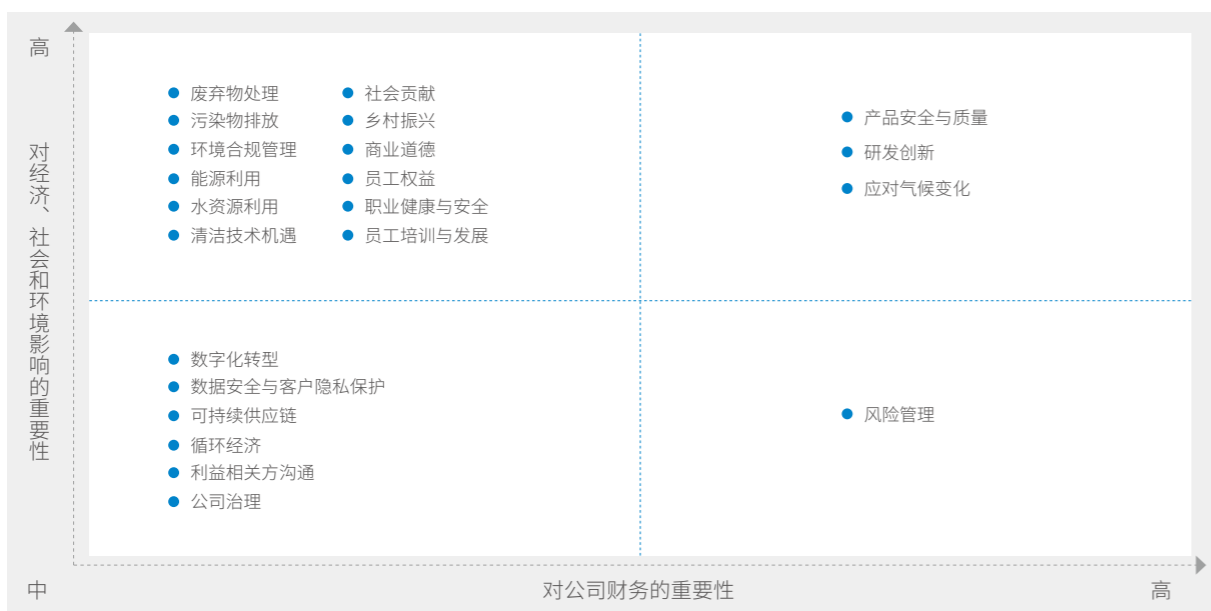 高
对经济、社会和环境影响的重要性
废弃物处理
污染物排放
环境合规管理
能源利用
水资源利用
清洁技术机遇
社会贡献
乡村振兴
商业道德
员工权益
职业健康与安全
员工培训与发展
产品安全与质量
研发创新
应对气候变化
数字化转型
数据安全与客户隐私保护
可持续供应链
循环经济
利益相关方沟通
公司治理
风险管理
中
对公司财务的重要性
高